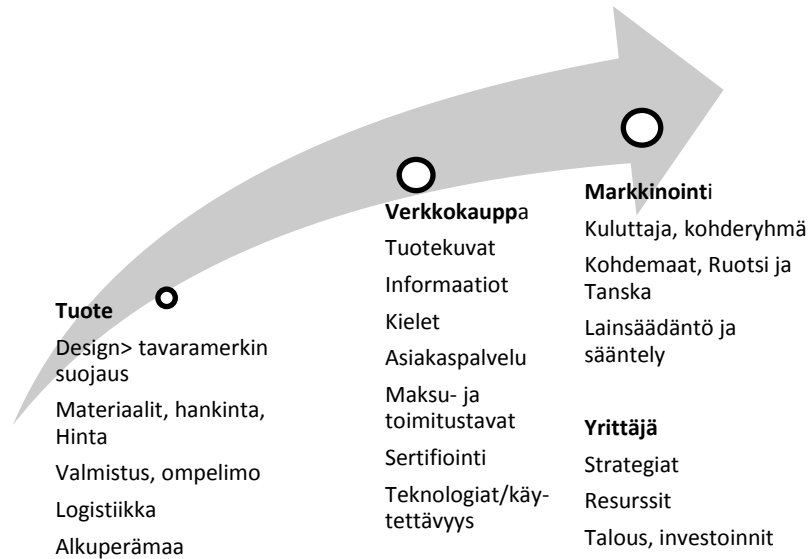 Tuote
Design> tavaramerkin
suojaus
Materiaalit, hankinta,
Hinta
Valmistus, ompelimo
Logistiikka
Alkuperämaa
Verkkokauppa
Tuotekuvat
Informaatiot
Kielet
Asiakaspalvelu
Maksu- ja
toimitustavat
Sertifiointi
Teknologiat/käy-
tettävyys
Markkinointi
Kuluttaja, kohderyhmä
Kohdemaat, Ruotsi ja
Tanska
Lainsäädäntö ja
sääntely
Yrittäjä
Strategiat
Resurssit
Talous, investoinnit